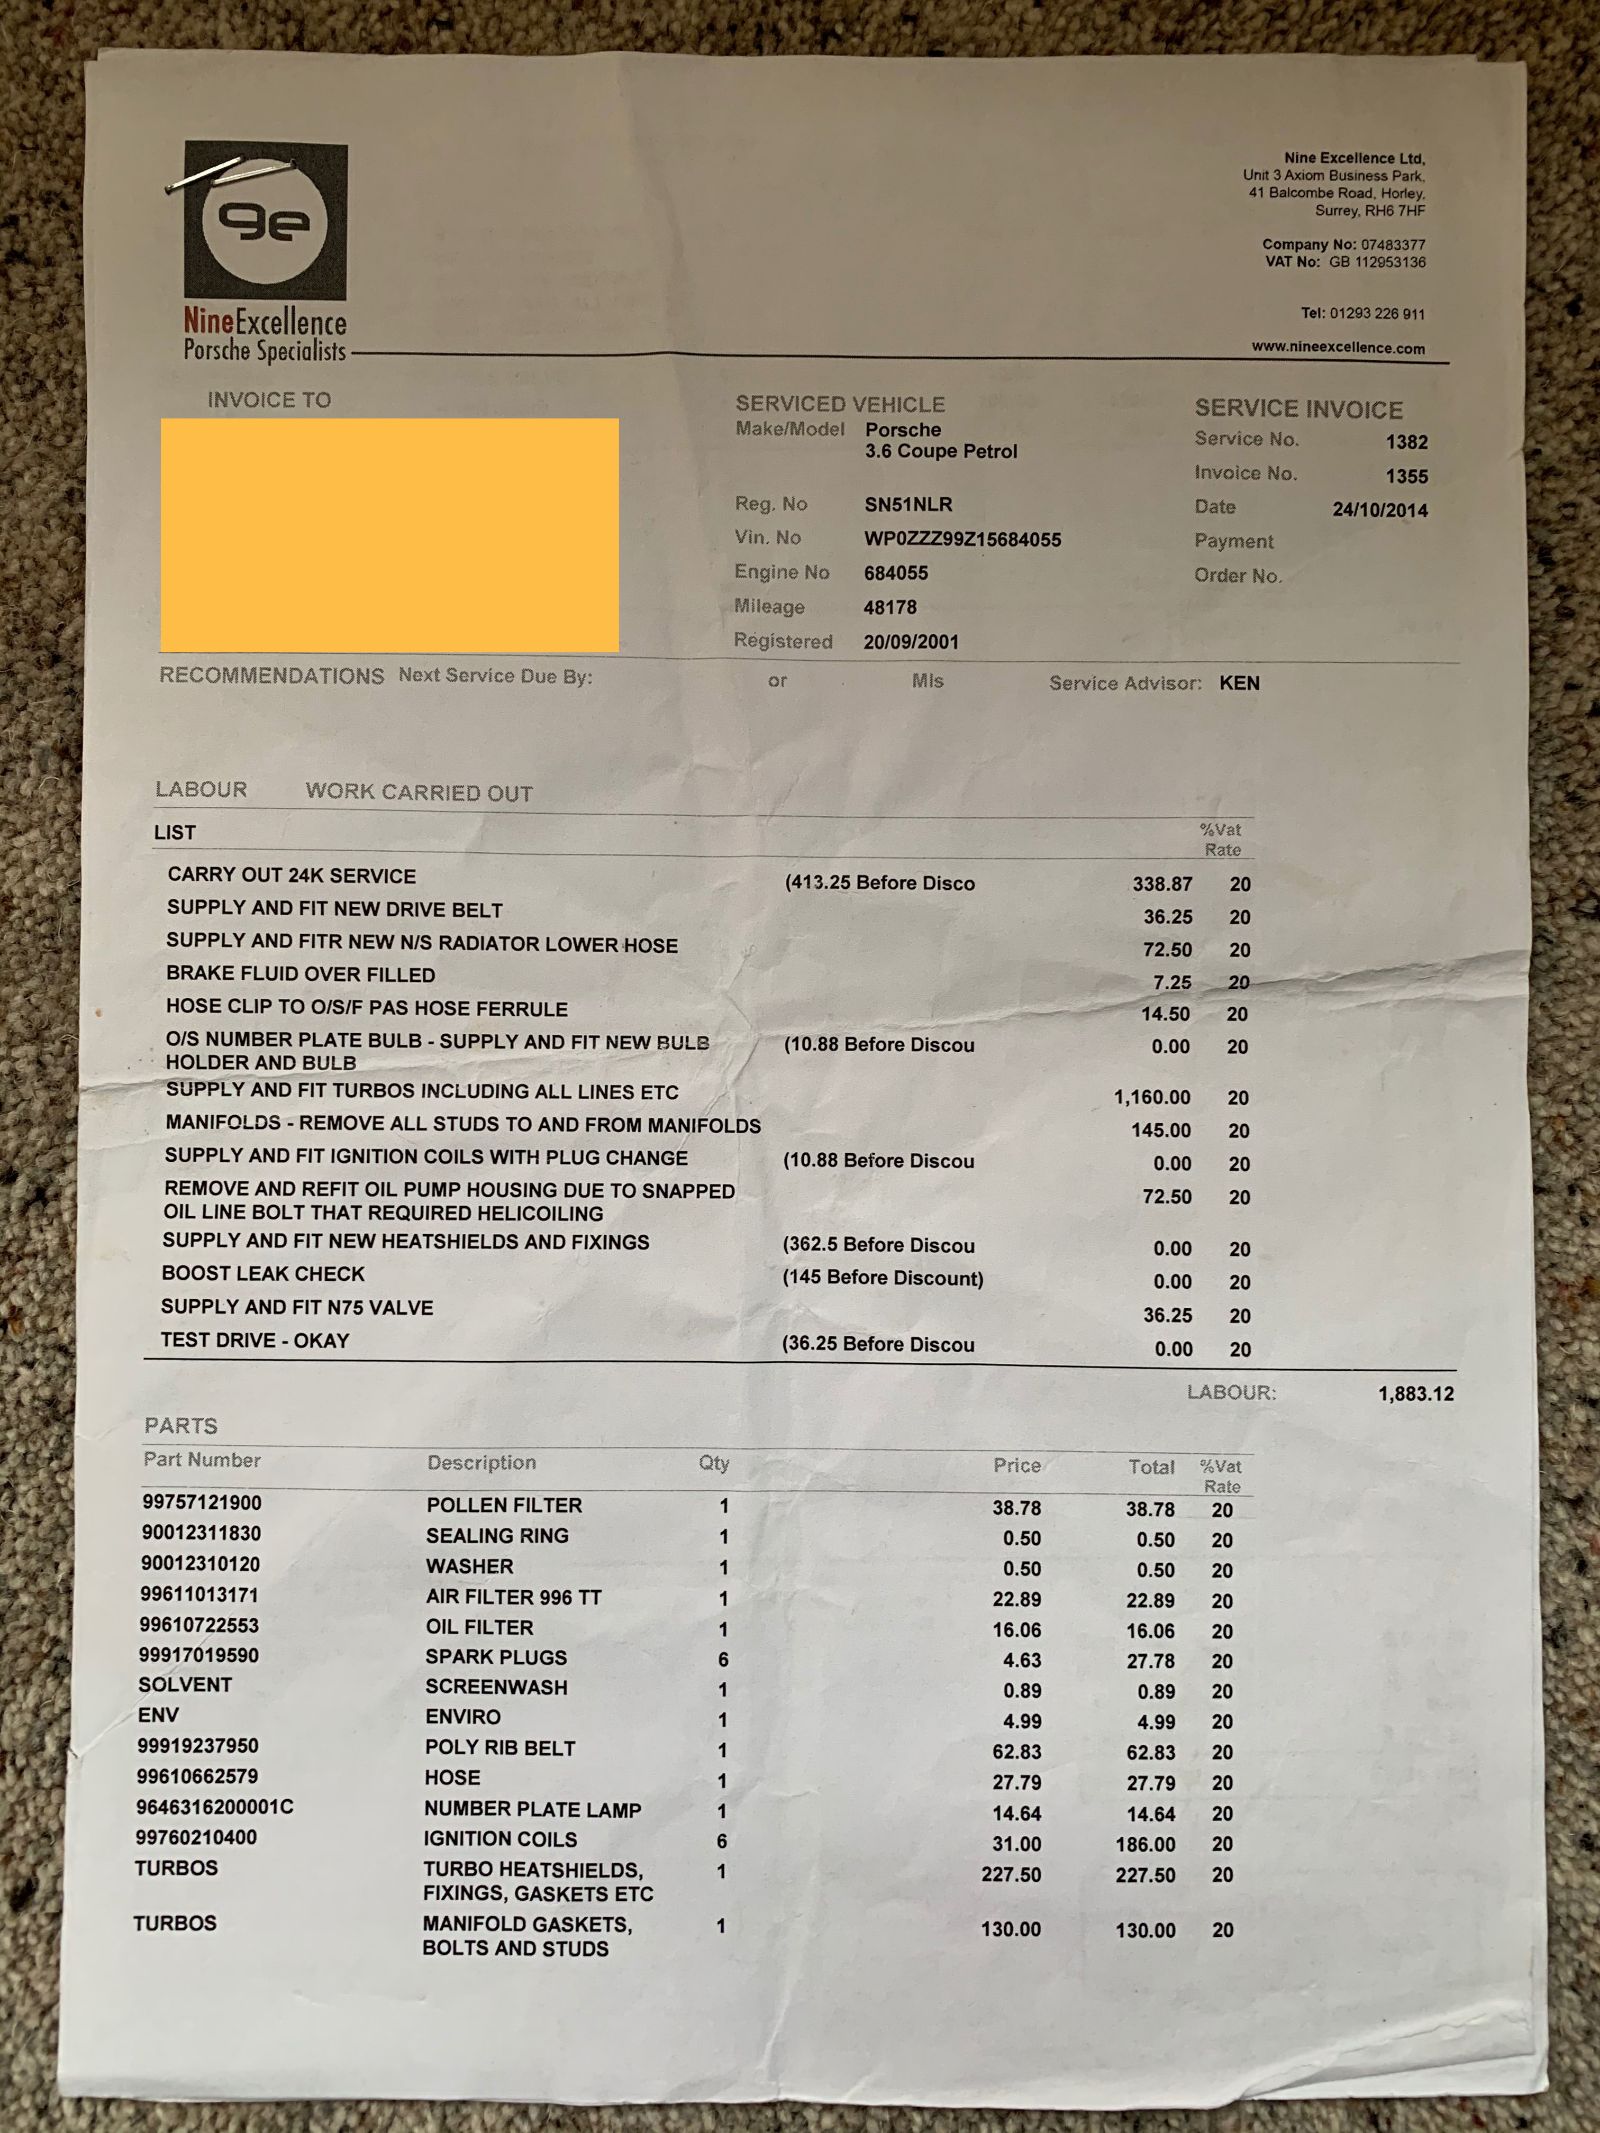 9e
NineExcellence
Porsche Specialists
Nine Excellence Ltd,
Unit 3 Axiom Business Park,
41 Balcombe Road, Horley,
Surrey, RH6 7HF
Company No: 07483377
VAT No: GB 112953136
Tel: 01293 226 911
www.nineexcellence.com
INVOICE TO
SERVICED VEHICLE
Make/Model Porsche
3.6 Coupe Petrol
Reg. No SN51NLR
Vin. No WP0ZZZ99Z15684055
Engine No 684055
Mileage 48178
Registered 20/09/2001
SERVICE INVOICE
Service No. 1382
Invoice No. 1355
Date 24/10/2014
Payment
Order No.
RECOMMENDATIONS Next Service Due By: or Mls Service Advisor: KEN
LABOUR WORK CARRIED OUT
LIST %Vat
Rate
CARRY OUT 24K SERVICE (413.25 Before Disco 338.87 20
SUPPLY AND FIT NEW DRIVE BELT 36.25 20
SUPPLY AND FITR NEW N/S RADIATOR LOWER HOSE 72.50 20
BRAKE FLUID OVER FILLED 7.25 20
HOSE CLIP TO O/S/F PAS HOSE FERRULE 14.50 20
O/S NUMBER PLATE BULB - SUPPLY AND FIT NEW BULB (10.88 Before Discou 0.00 20
HOLDER AND BULB
SUPPLY AND FIT TURBOS INCLUDING ALL LINES ETC 1,160.00 20
MANIFOLDS - REMOVE ALL STUDS TO AND FROM MANIFOLDS 145.00 20
SUPPLY AND FIT IGNITION COILS WITH PLUG CHANGE (10.88 Before Discou 0.00 20
REMOVE AND REFIT OIL PUMP HOUSING DUE TO SNAPPED 72.50 20
OIL LINE BOLT THAT REQUIRED HELICOILING
SUPPLY AND FIT NEW HEATSHIELDS AND FIXINGS (362.5 Before Discou 0.00 20
BOOST LEAK CHECK (145 Before Discount) 0.00 20
SUPPLY AND FIT N75 VALVE 36.25 20
TEST DRIVE - OKAY (36.25 Before Discou 0.00 20
LABOUR: 1,883.12
PARTS
Part Number Description Qty Price Total %Vat
Rate
99757121900 POLLEN FILTER 1 38.78 38.78 20
90012311830 SEALING RING 1 0.50 0.50 20
90012310120 WASHER 1 0.50 0.50 20
99611013171 AIR FILTER 996 TT 1 22.89 22.89 20
99610722553 OIL FILTER 1 16.06 16.06 20
99917019590 SPARK PLUGS 6 4.63 27.78 20
SOLVENT SCREENWASH 1 0.89 0.89 20
ENV ENVIRO 1 4.99 4.99 20
99919237950 POLY RIB BELT 1 62.83 62.83 20
99610662579 HOSE 1 27.79 27.79 20
9646316200001C NUMBER PLATE LAMP 1 14.64 14.64 20
99760210400 IGNITION COILS 6 31.00 186.00 20
TURBOS TURBO HEATSHIELDS, 1 227.50 227.50 20
FIXINGS, GASKETS ETC
TURBOS MANIFOLD GASKETS, 1 130.00 130.00 20
BOLTS AND STUDS